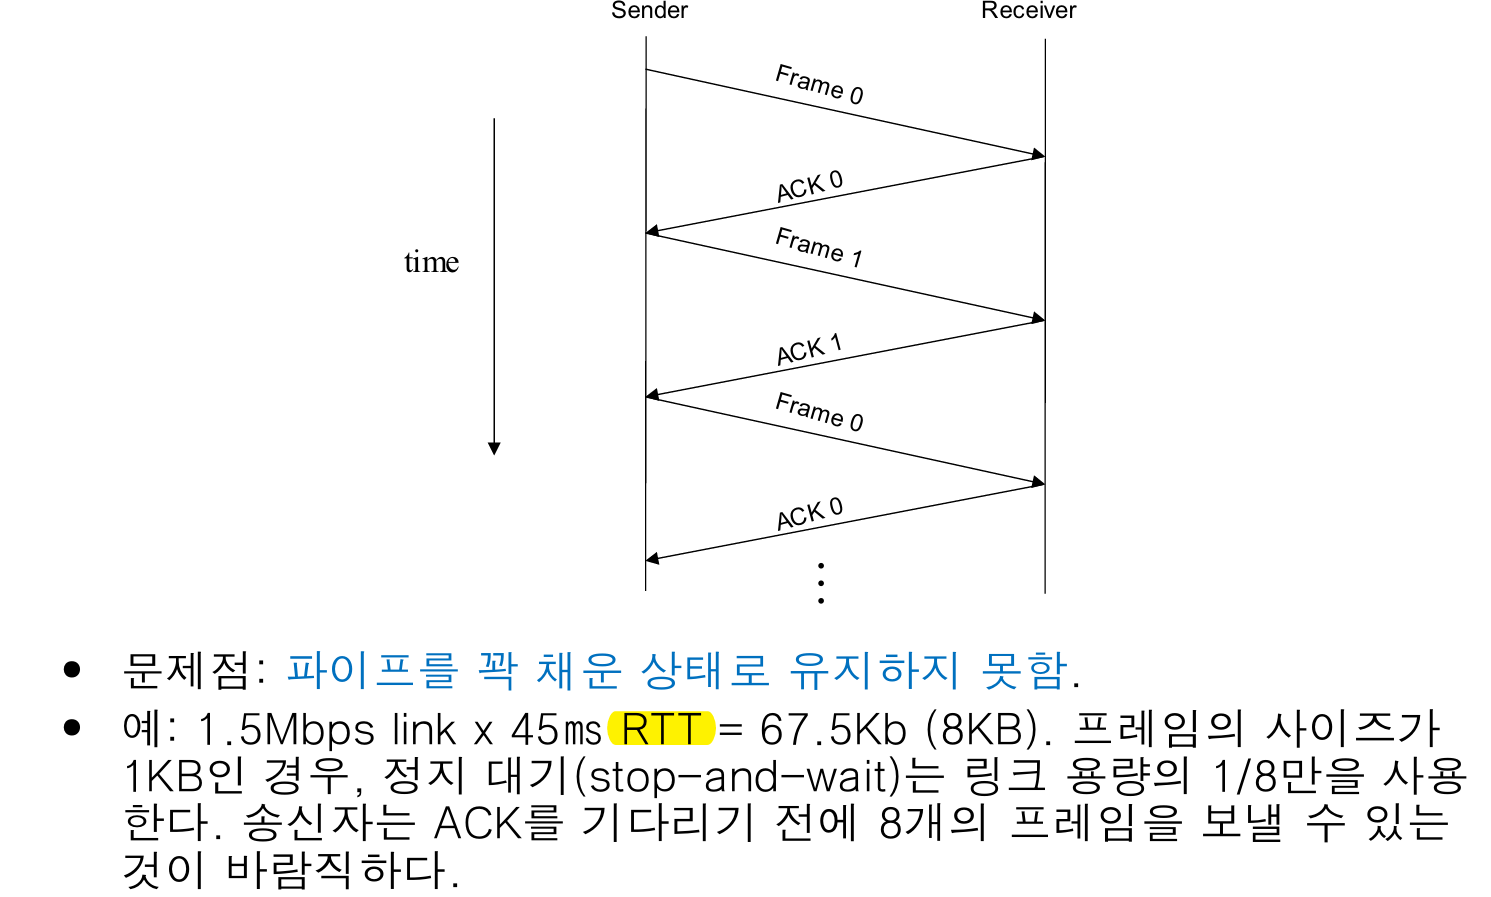 Sender
Receiver
Frame 0
ACK 0
Frame 1
time
ACK 1
Frame 0
ACK 0
• 문제점: 파이프를 꽉 채운 상태로 유지하지 못함.
• 예: 1.5Mbps link x 45㎳ RTT = 67.5Kb (8KB). 프레임의 사이즈가
1KB인 경우, 정지 대기(stop-and-wait)는 링크 용량의 1/8만을 사용
한다. 송신자는 ACK를 기다리기 전에 8개의 프레임을 보낼 수 있는
것이 바람직하다.